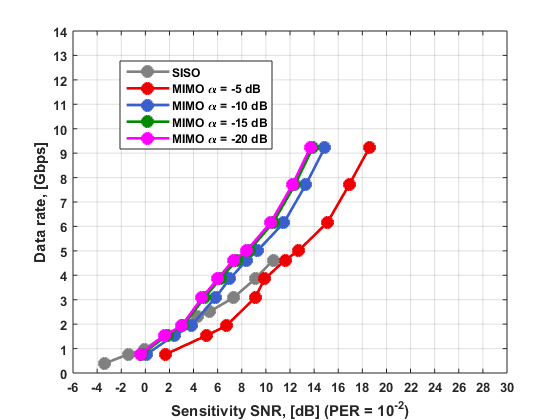 14
13
12
11
10
9
8
7
6
5
4
3
2
1
0
SISO
MIMO α = -5 dB
MIMO α = -10 dB
MIMO α = -15 dB
MIMO α = -20 dB
Data rate, [Gbps]
-6 -4 -2 0 2 4 6 8 10 12 14 16 18 20 22 24 26 28 30
Sensitivity SNR, [dB] (PER = 10⁻²)